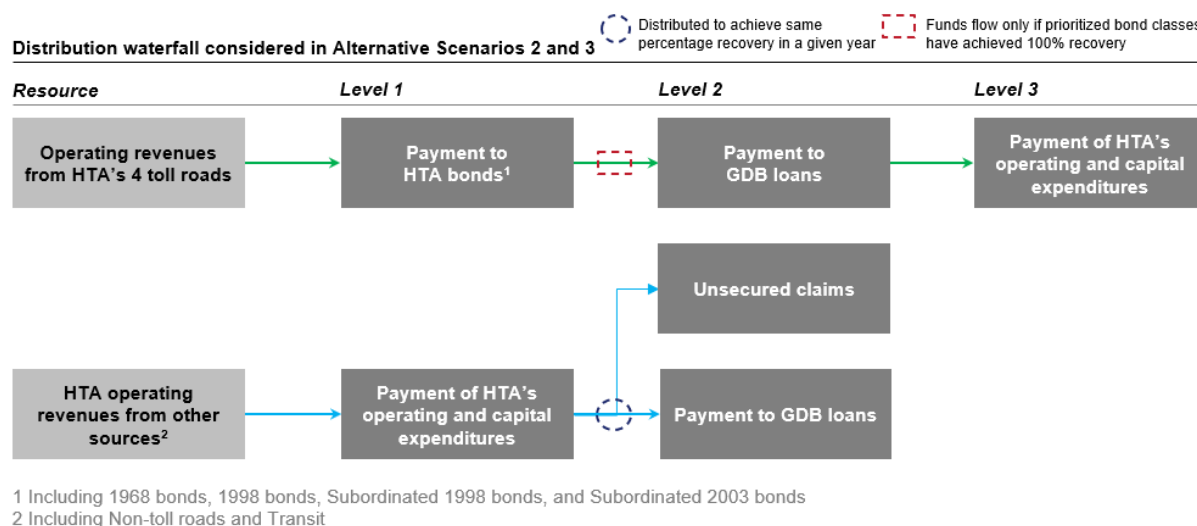 Distribution waterfall considered in Alternative Scenarios 2 and 3
Distributed to achieve same
percentage recovery in a given year
Funds flow only if prioritized bond classes
have achieved 100% recovery
Resource
Level 1
Level 2
Level 3
Operating revenues
from HTA's 4 toll roads
Payment to
HTA bonds¹
Payment to
GDB loans
Payment of HTA's
operating and capital
expenditures
Unsecured claims
HTA operating
revenues from other
sources²
Payment of HTA's
operating and capital
expenditures
Payment to GDB loans
1 Including 1968 bonds, 1998 bonds, Subordinated 1998 bonds, and Subordinated 2003 bonds
2 Including Non-toll roads and Transit